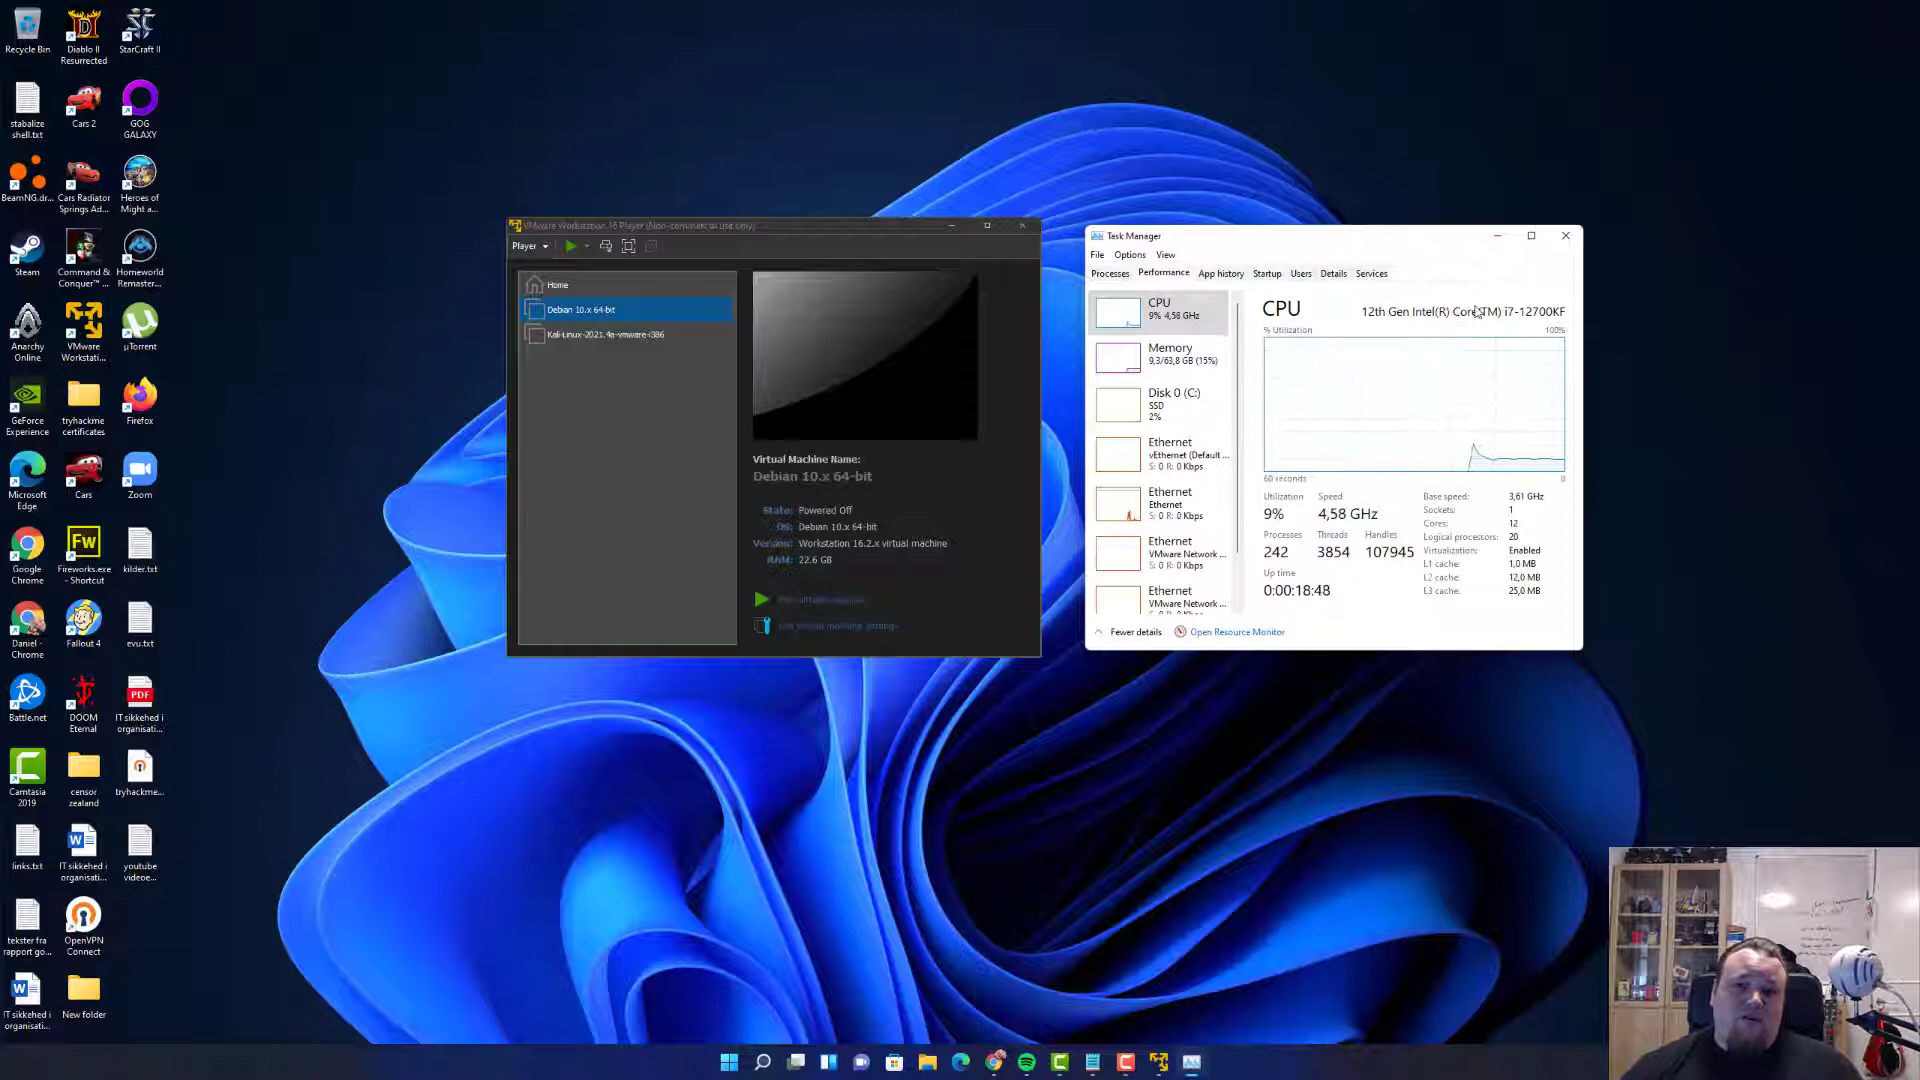 Recycle Bin
Diablo II
Resurrected
StarCraft II
stabalize
shell.txt
Cars 2
GOG
GALAXY
BeamNG.dr...
Cars Radiator
Springs Ad...
Heroes of
Might a...
Steam
Command &
Conquer™ ...
Homeworld
Remaster...
Anarchy
Online
VMware
Workstati...
µTorrent
GeForce
Experience
tryhackme
certificates
Firefox
Microsoft
Edge
Cars
Zoom
Google
Chrome
Fw
Fireworks.exe
- Shortcut
kilder.txt
Daniel -
Chrome
Fallout 4
evu.txt
Battle.net
DOOM
Eternal
PDF
IT sikkehed i
organisati...
Camtasia
2019
censor
zealand
tryhackme...
links.txt
IT sikkehed i
organisati...
youtube
videoe...
tekster fra
rapport go...
OpenVPN
Connect
IT sikkehed i
organisati...
New folder
VMware Workstation 16 Player (Non-commercial use only)
Player
Home
Debian 10.x 64-bit
Kali-Linux-2021.4a-vmware-i386
Virtual Machine Name:
Debian 10.x 64-bit
State: Powered Off
OS: Debian 10.x 64-bit
Version: Workstation 16.2.x virtual machine
RAM: 22.6 GB
Task Manager
File Options View
Processes Performance App history Startup Users Details Services
CPU
9% 4,58 GHz
Memory
9,3/63,8 GB (15%)
Disk 0 (C:)
SSD
2%
Ethernet
vEthernet (Default ...
S: 0 R: 0 Kbps
Ethernet
Ethernet
S: 0 R: 0 Kbps
Ethernet
VMware Network ...
S: 0 R: 0 Kbps
Ethernet
VMware Network ...
CPU 12th Gen Intel(R) Core(TM) i7-12700KF
% Utilization 100%
60 seconds 0
Utilization Speed
9% 4,58 GHz
Processes Threads Handles
242 3854 107945
Up time
0:00:18:48
Base speed: 3,61 GHz
Sockets: 1
Cores: 12
Logical processors: 20
Virtualization: Enabled
L1 cache: 1,0 MB
L2 cache: 12,0 MB
L3 cache: 25,0 MB
Fewer details Open Resource Monitor